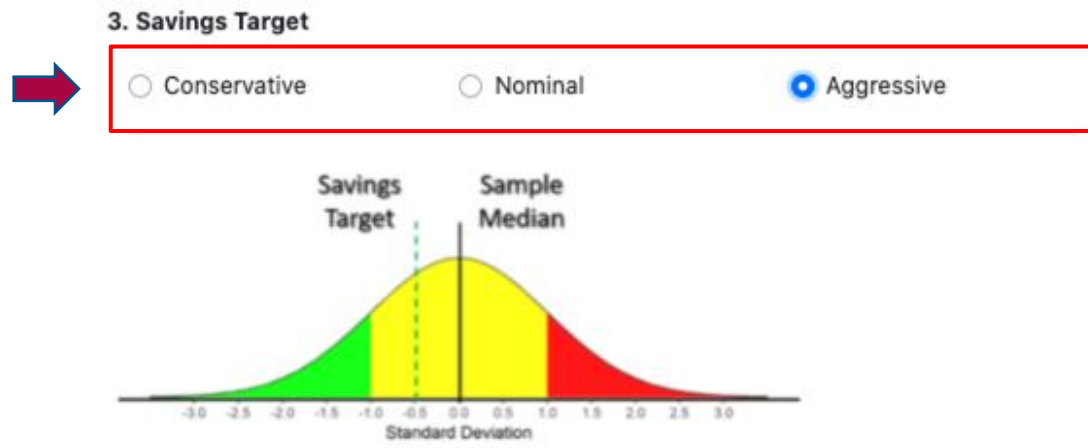 3. Savings Target
Conservative Nominal Aggressive
Savings Target
Sample Median
-3.0 -2.5 -2.0 -1.5 -1.0 -0.5 0.0 0.5 1.0 1.5 2.0 2.5 3.0
Standard Deviation